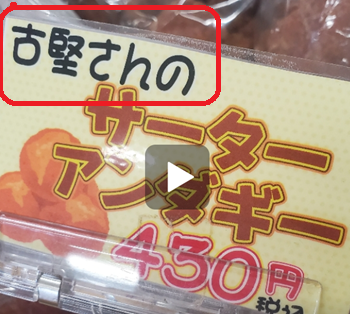 古堅さんの
サーター
アンダギー
430円
税込